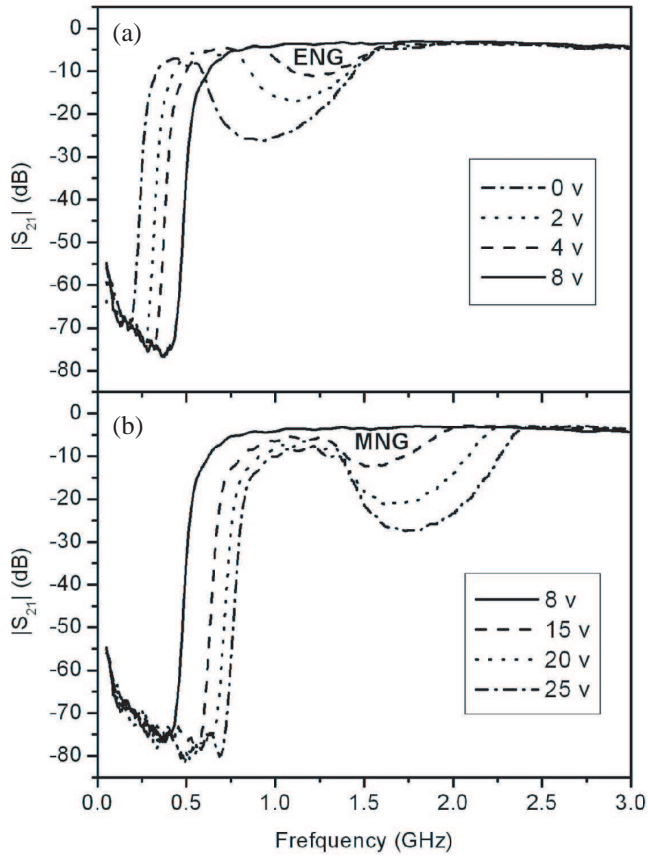 (a)
ENG
0
-10
-20
-30
-40
-50
-60
-70
-80
|S21| (dB)
0 v
2 v
4 v
8 v
(b)
MNG
0
-10
-20
-30
-40
-50
-60
-70
-80
|S21| (dB)
8 v
15 v
20 v
25 v
0.0 0.5 1.0 1.5 2.0 2.5 3.0
Frefquency (GHz)